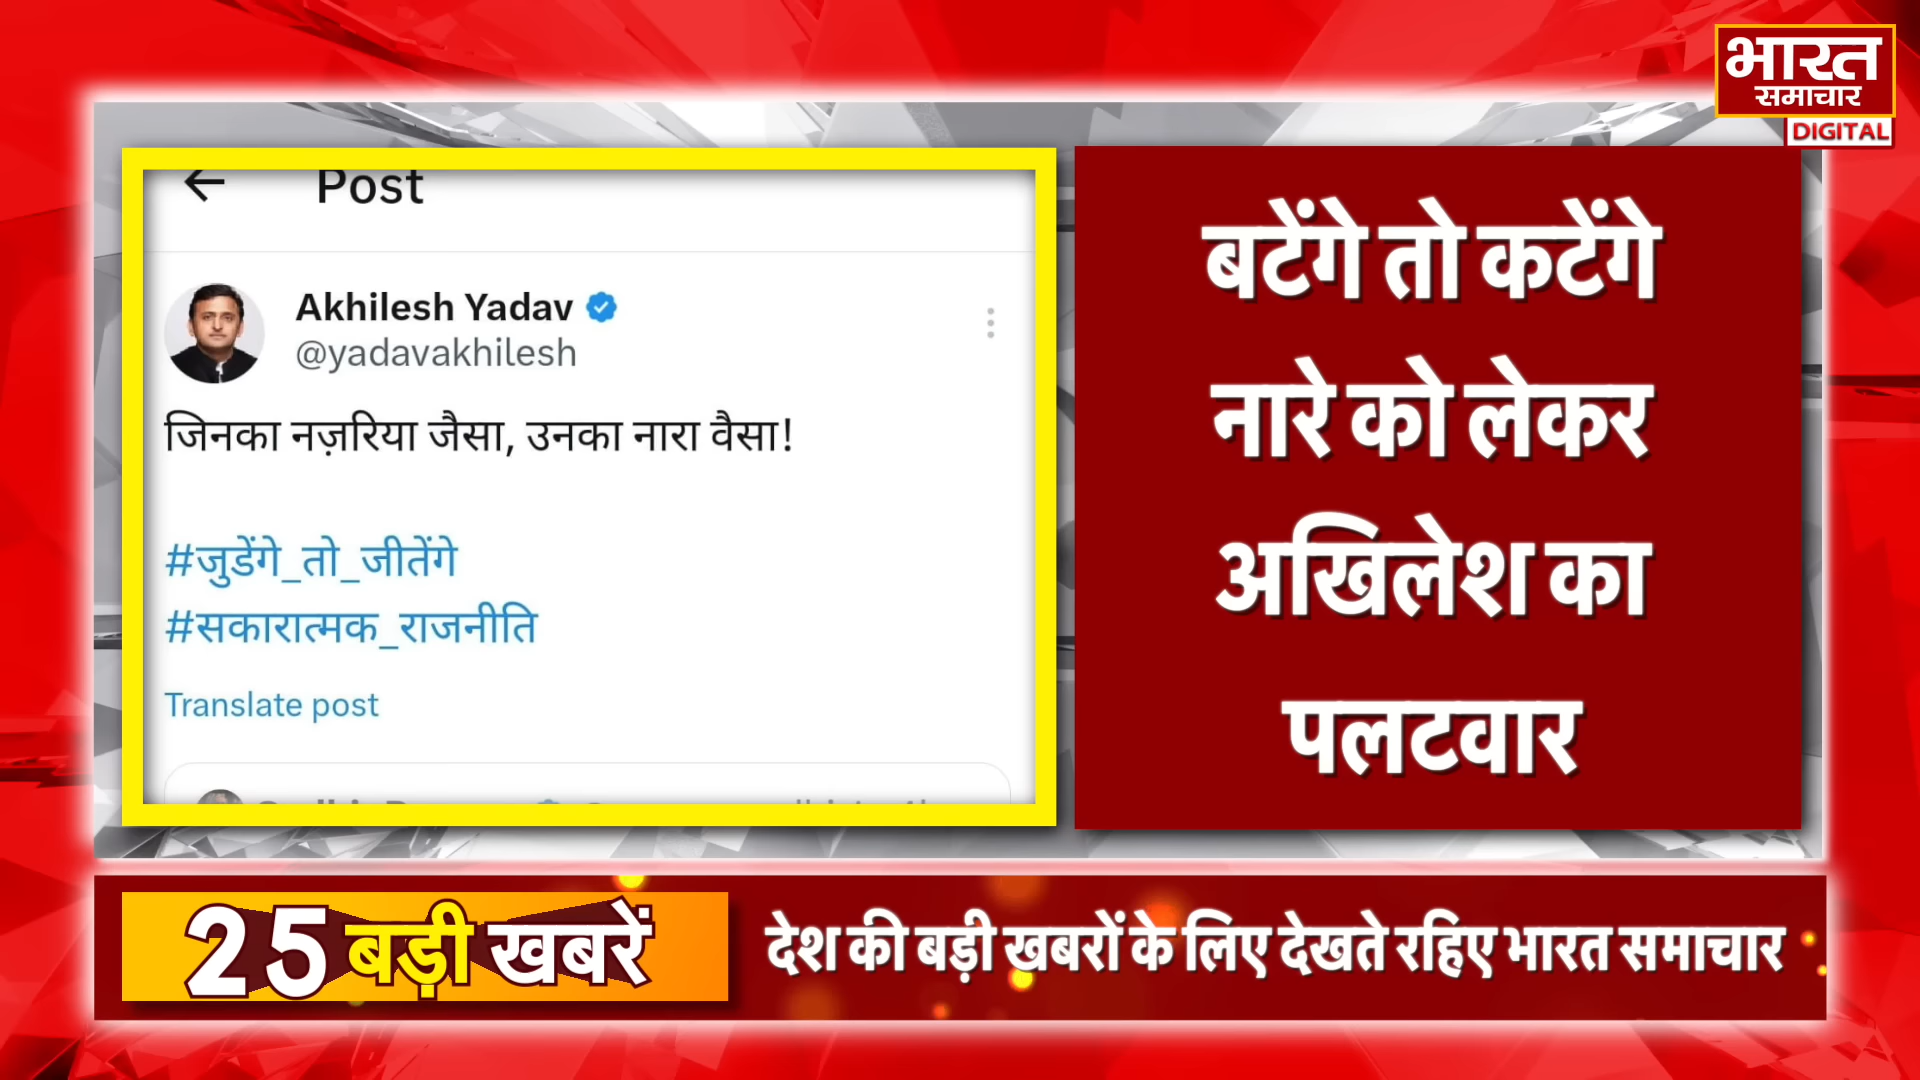 भारत
समाचार
DIGITAL
Post
Akhilesh Yadav
@yadavakhilesh
जिनका नज़रिया जैसा, उनका नारा वैसा!
#जुडेंगे_तो_जीतेंगे
#सकारात्मक_राजनीति
Translate post
बटेंगे तो कटेंगे
नारे को लेकर
अखिलेश का
पलटवार
25 बड़ी खबरें
देश की बड़ी खबरों के लिए देखते रहिए भारत समाचार